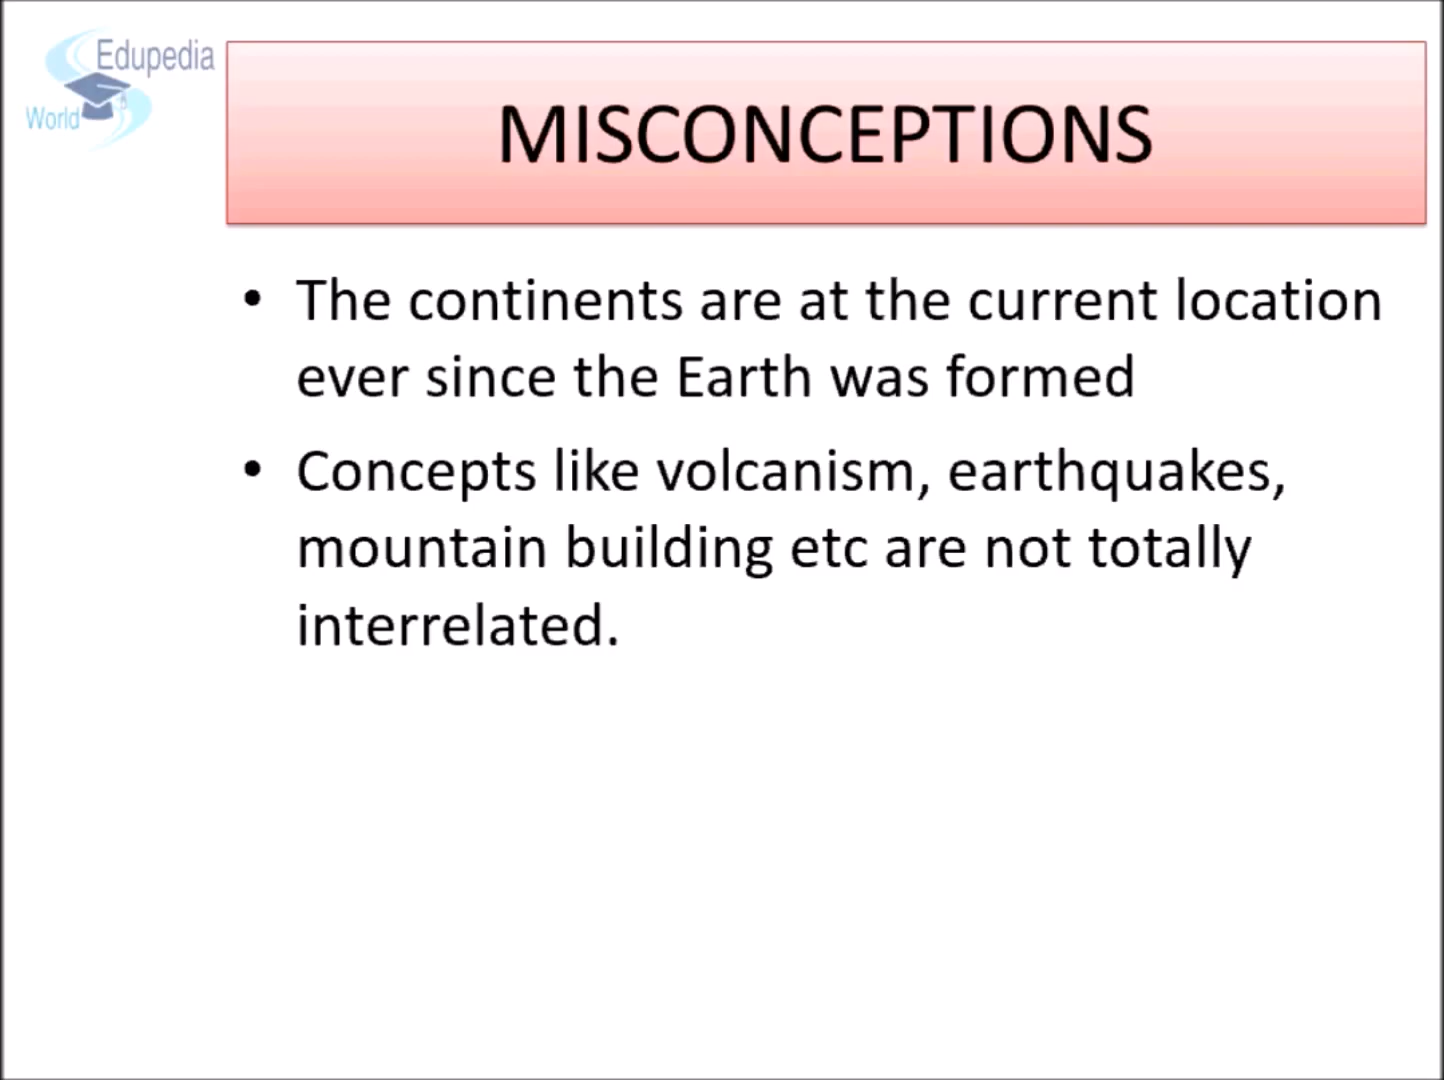 Edupedia
World
MISCONCEPTIONS
• The continents are at the current location
ever since the Earth was formed
• Concepts like volcanism, earthquakes,
mountain building etc are not totally
interrelated.